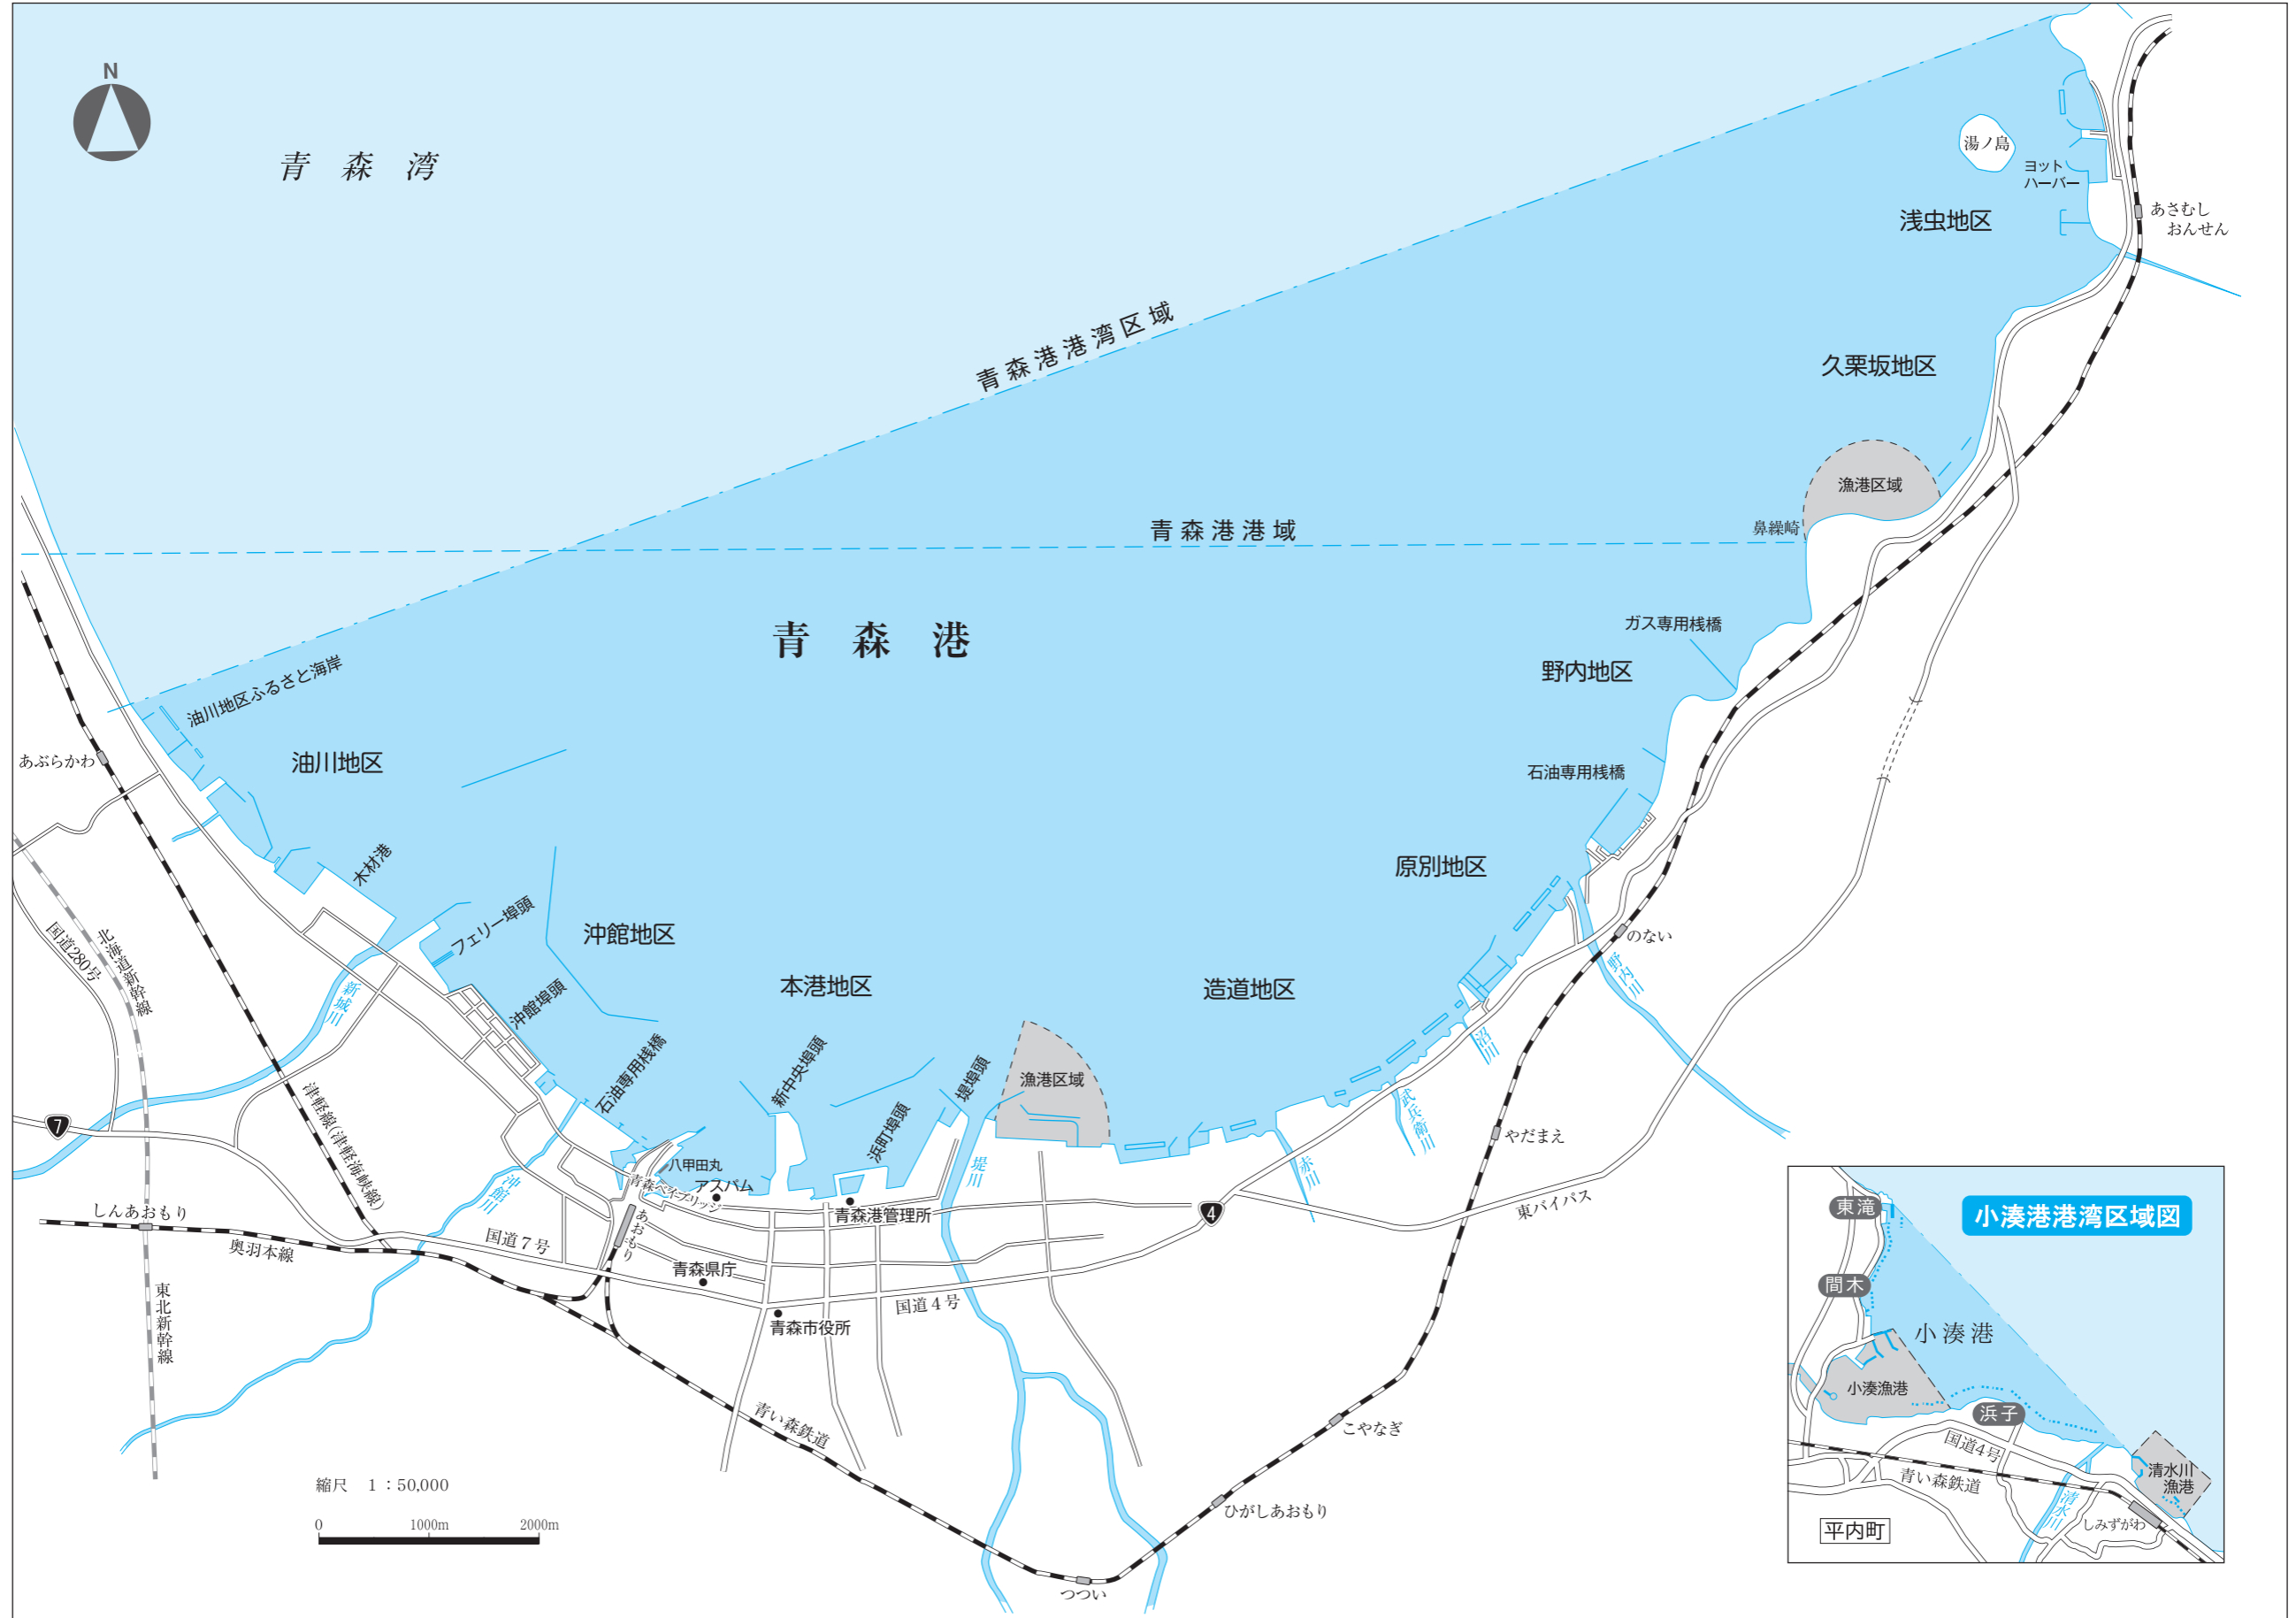 N
青森湾
湯ノ島
ヨット
ハーバー
あさむし
おんせん
浅虫地区
青森港港湾区域
久栗坂地区
漁港区域
青森港港域
鼻繰崎
青森港
ガス専用桟橋
野内地区
油川地区ふるさと海岸
油川地区
あぶらかわ
石油専用桟橋
木材港
原別地区
フェリー埠頭
沖館地区
国道280号
北海道新幹線
のない
野内川
本港地区
造道地区
新城川
沖館埠頭
沼川
石油専用桟橋
新中央埠頭
堤埠頭
漁港区域
7
津軽線(津軽海峡線)
浜町埠頭
武兵衛川
やだまえ
八甲田丸
堤川
赤川
沖館川
青森ベイブリッジ
アスパム
しんあおもり
あおもり
青森港管理所
4
東バイパス
国道7号
奥羽本線
青森県庁
東北新幹線
国道4号
青森市役所
青い森鉄道
こやなぎ
ひがしあおもり
つつい
縮尺 1:50,000
0 1000m 2000m
小湊港港湾区域図
東滝
間木
小湊港
小湊漁港
浜子
国道4号
青い森鉄道
清水川
漁港
清水川
しみずがわ
平内町